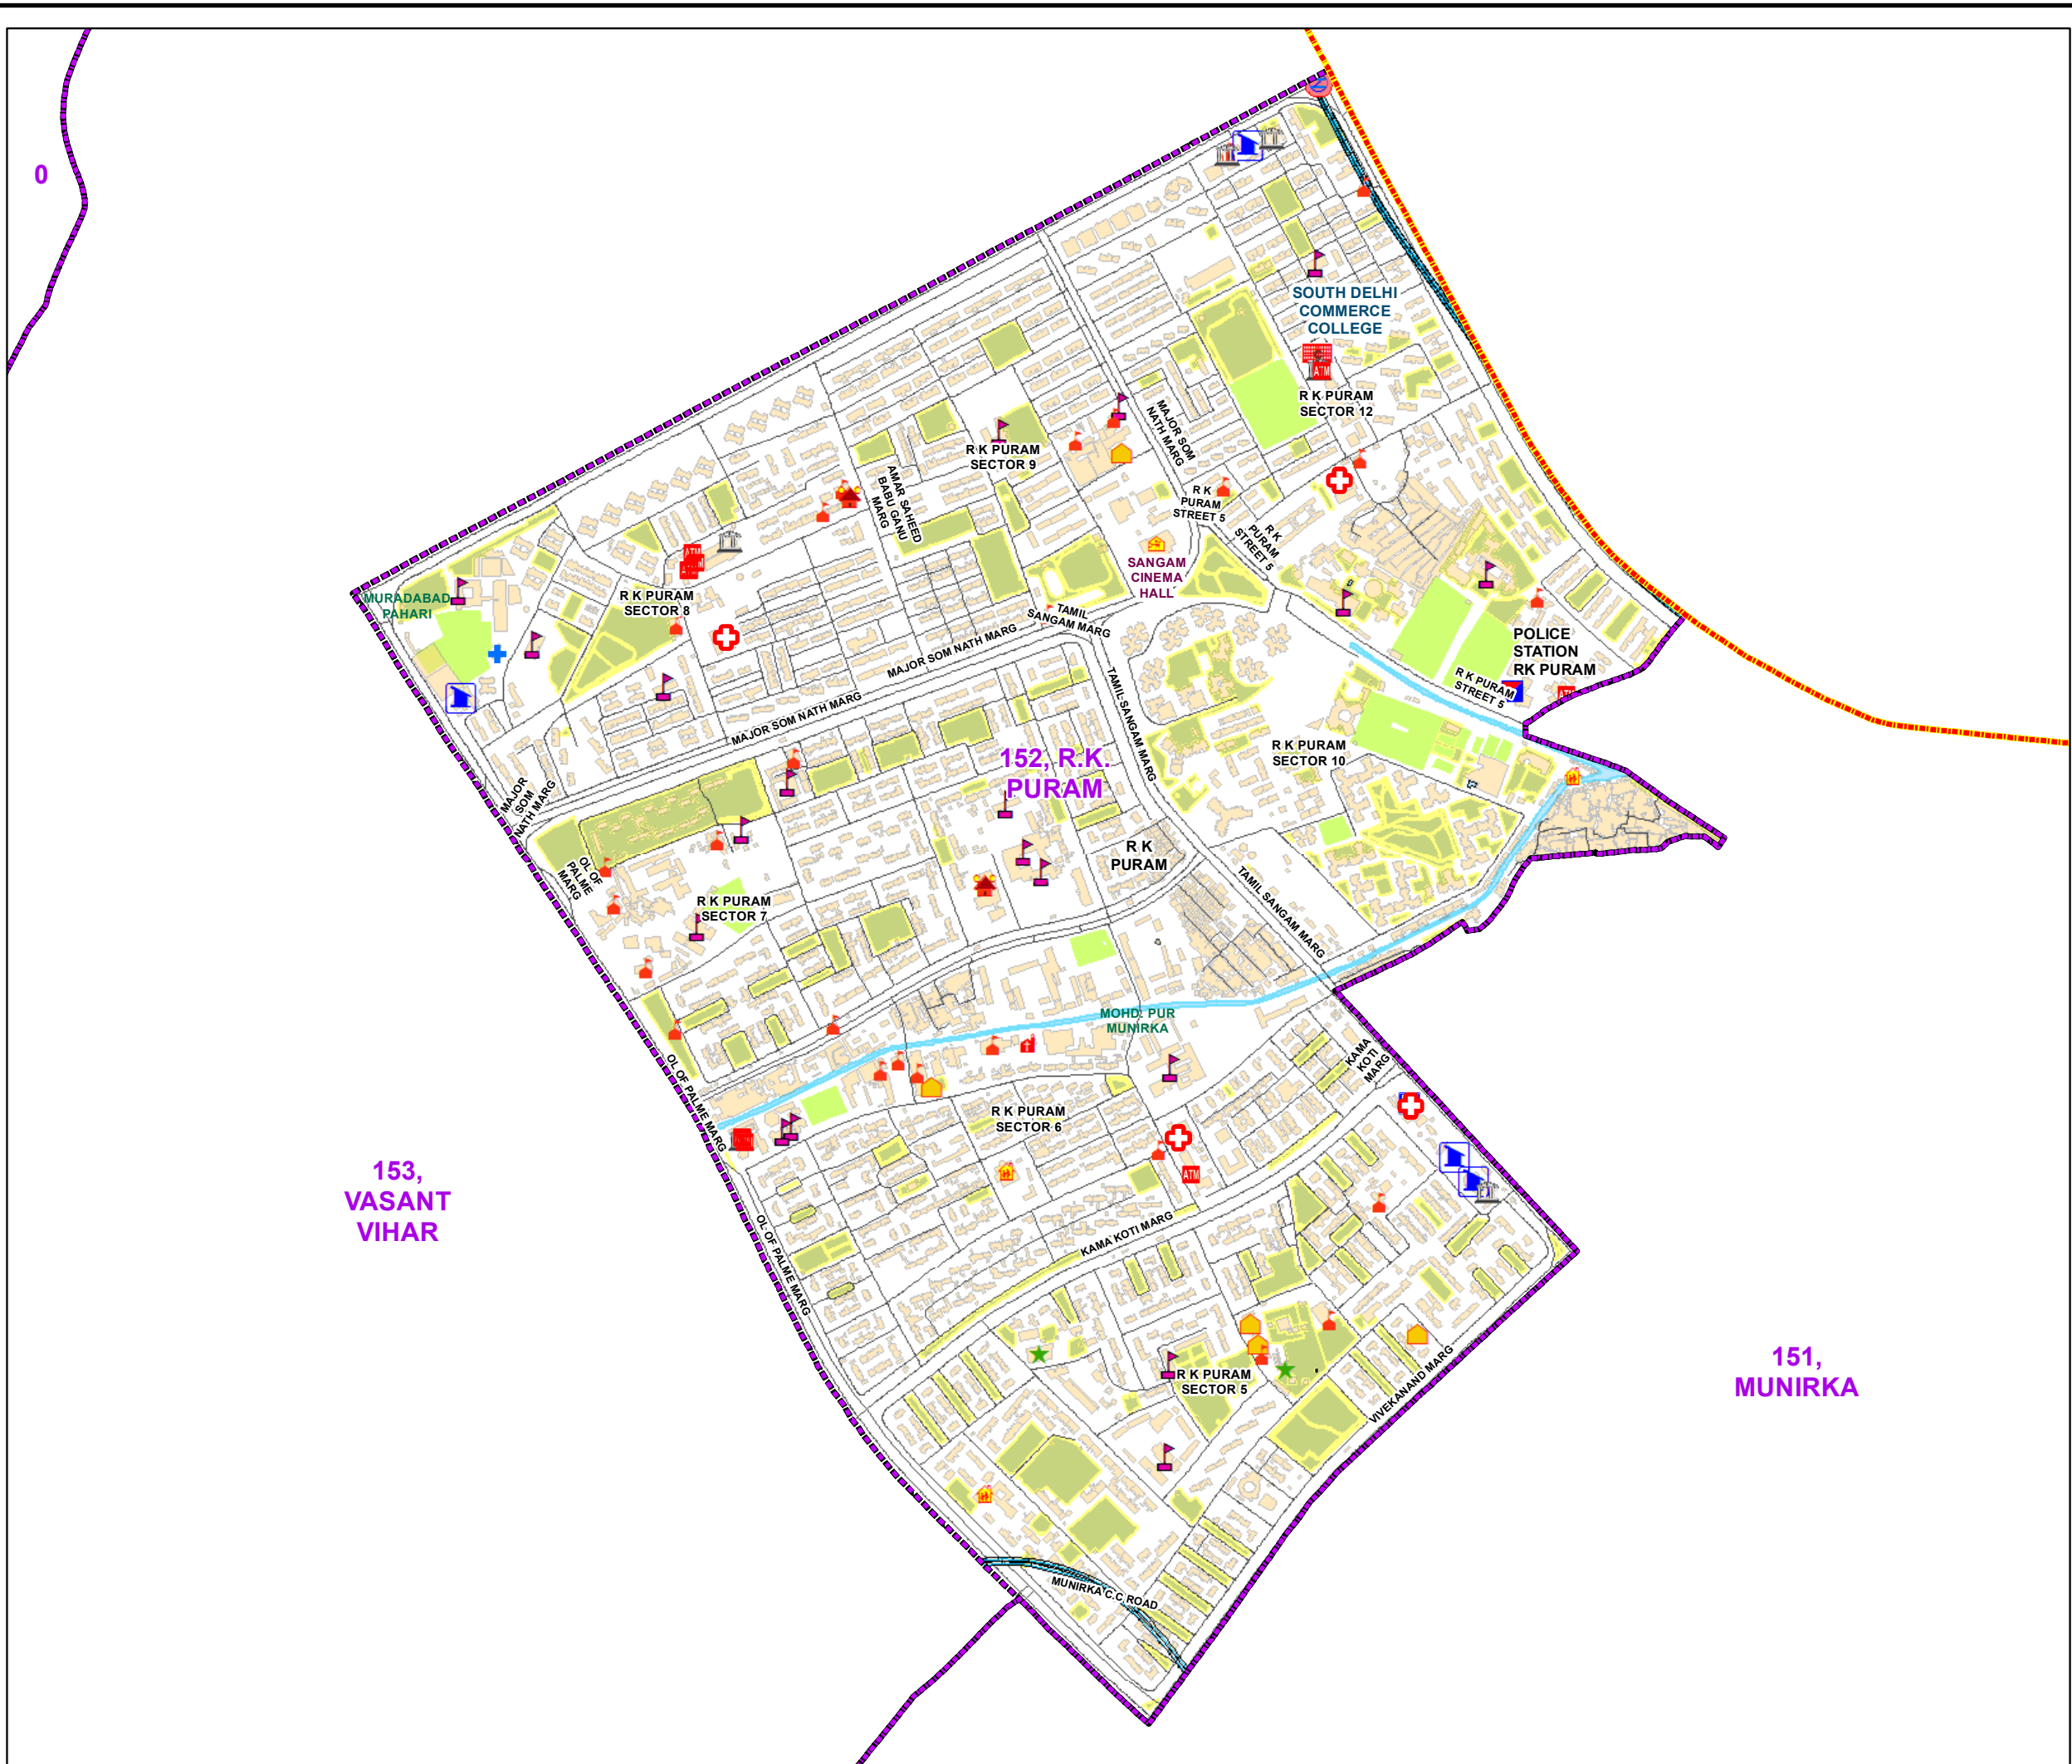 0
SOUTH DELHI
COMMERCE
COLLEGE
ATM
R K PURAM
SECTOR 12
MAJOR SOM
NATH MARG
R K PURAM
SECTOR 9
AMAR SAHEED
BABU GANU
MARG
R K
PURAM
STREET 5
R K
PURAM
STREET 5
SANGAM
CINEMA
HALL
ATM
MURADABAD
PAHARI
R K PURAM
SECTOR 8
TAMIL
SANGAM MARG
MAJOR SOM NATH MARG
POLICE
STATION
RK PURAM
R K PURAM
STREET 5
MAJOR SOM NATH MARG
TAMIL SANGAM MARG
R K PURAM
SECTOR 10
152, R.K.
PURAM
MAJOR
SOM
NATH MARG
R K
PURAM
OL OF
PALME
MARG
TAMIL SANGAM MARG
R K PURAM
SECTOR 7
MOHD. PUR
MUNIRKA
KAMA
KOTI
MARG
OL OF PALME MARG
R K PURAM
SECTOR 6
ATM
153,
VASANT
VIHAR
OL OF PALME MARG
KAMA KOTI MARG
R K PURAM
SECTOR 5
VIVEKANAND MARG
151,
MUNIRKA
MUNIRKA C.C ROAD